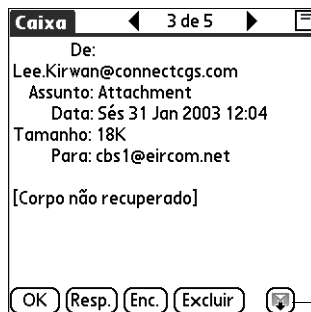 Caixa 3 de 5
De:
Lee.Kirwan@connectcgs.com
Assunto: Attachment
Data: Sés 31 Jan 2003 12:04
Tamanho: 18K
Para: cbs1@eircom.net
[Corpo não recuperado]
OK Resp. Enc. Excluir